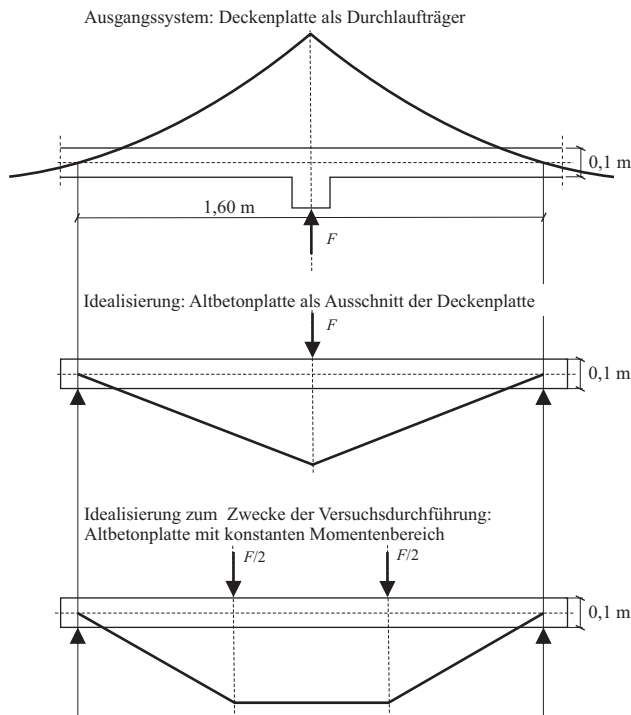 Ausgangssystem: Deckenplatte als Durchlaufträger
0,1 m
1,60 m
F
Idealisierung: Altbetonplatte als Ausschnitt der Deckenplatte
F
0,1 m
Idealisierung zum Zwecke der Versuchsdurchführung:
Altbetonplatte mit konstanten Momentenbereich
F/2 F/2
0,1 m